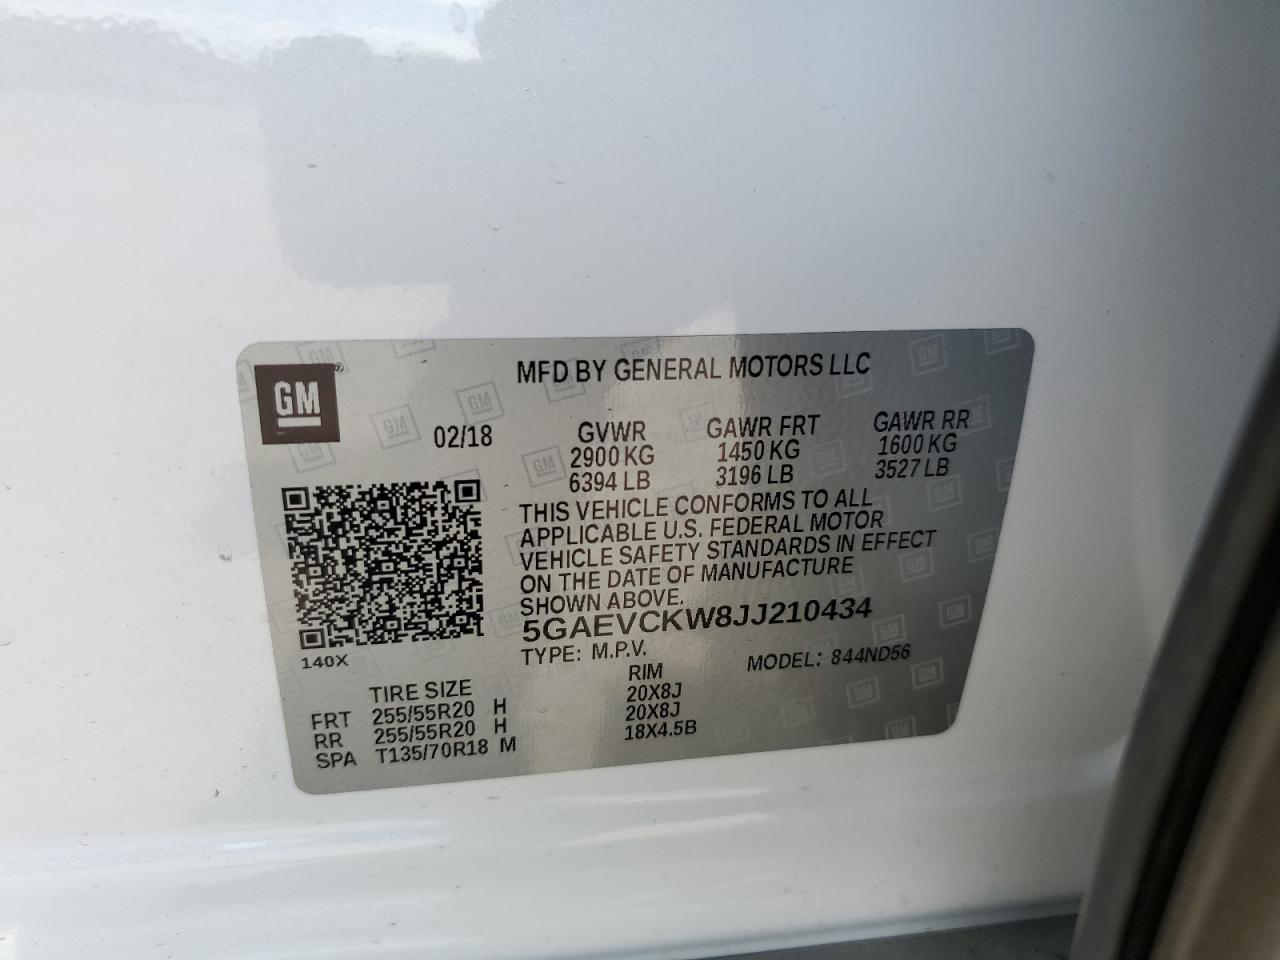 GM
MFD BY GENERAL MOTORS LLC
02/18
GVWR GAWR FRT GAWR RR
2900 KG 1450 KG 1600 KG
6394 LB 3196 LB 3527 LB
THIS VEHICLE CONFORMS TO ALL
APPLICABLE U.S. FEDERAL MOTOR
VEHICLE SAFETY STANDARDS IN EFFECT
ON THE DATE OF MANUFACTURE
SHOWN ABOVE.
5GAEVCKW8JJ210434
140X
TYPE: M.P.V. MODEL: 844ND56
TIRE SIZE RIM
FRT 255/55R20 H 20X8J
RR 255/55R20 H 20X8J
SPA T135/70R18 M 18X4.5B